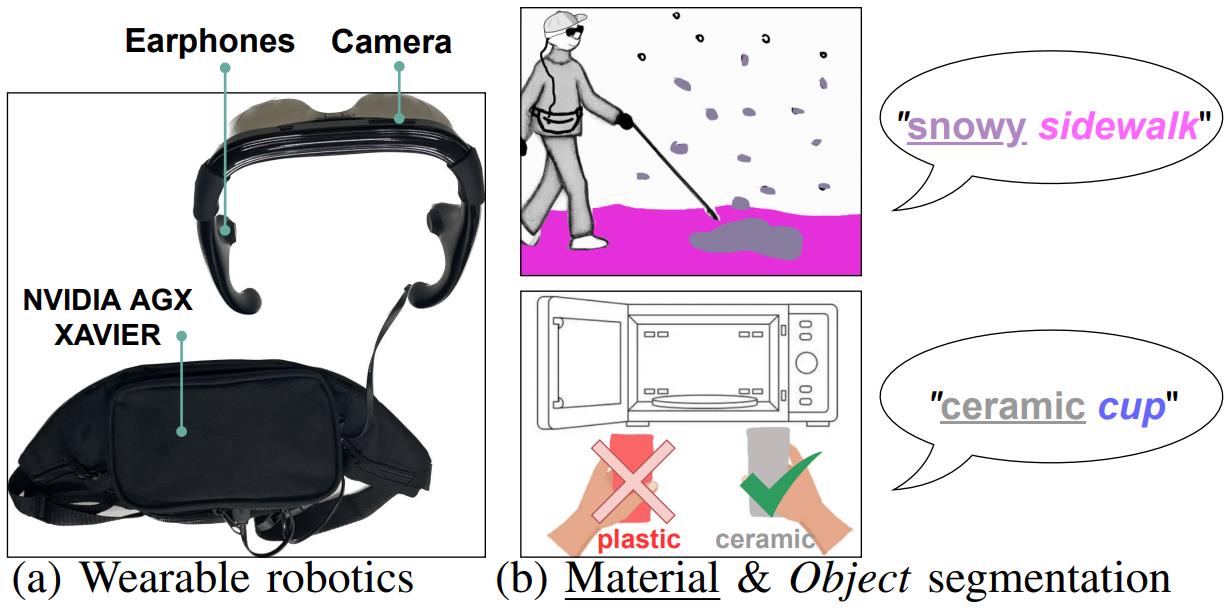 Earphones Camera
NVIDIA AGX
XAVIER
"snowy sidewalk"
"ceramic cup"
plastic ceramic
(a) Wearable robotics
(b) Material & Object segmentation